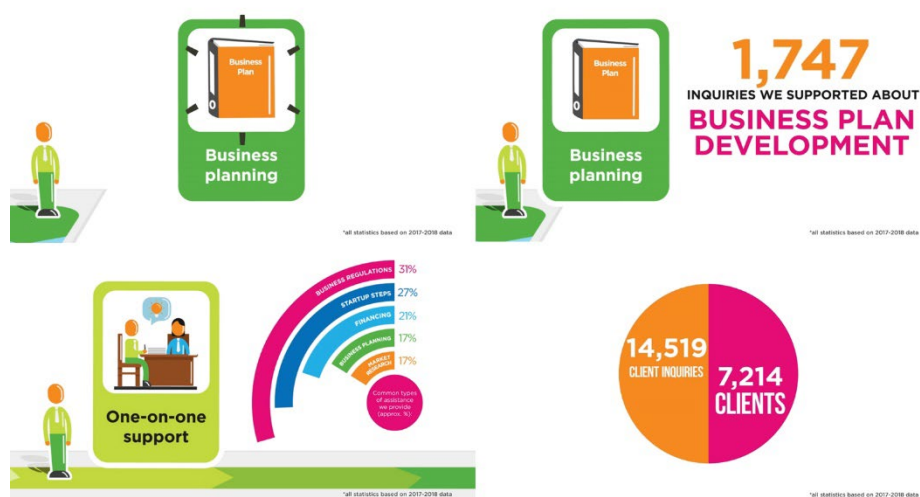 Business
Plan
Business
planning
*all statistics based on 2017-2018 data
Business
Plan
Business
planning
1,747
INQUIRIES WE SUPPORTED ABOUT
BUSINESS PLAN
DEVELOPMENT
*all statistics based on 2017-2018 data
One-on-one
support
BUSINESS REGULATIONS 31%
STARTUP STEPS 27%
FINANCING 21%
BUSINESS PLANNING 17%
MARKET
RESEARCH 17%
Common types
of assistance
we provide
(approx. %):
*all statistics based on 2017-2018 data
14,519
CLIENT INQUIRIES
7,214
CLIENTS
*all statistics based on 2017-2018 data